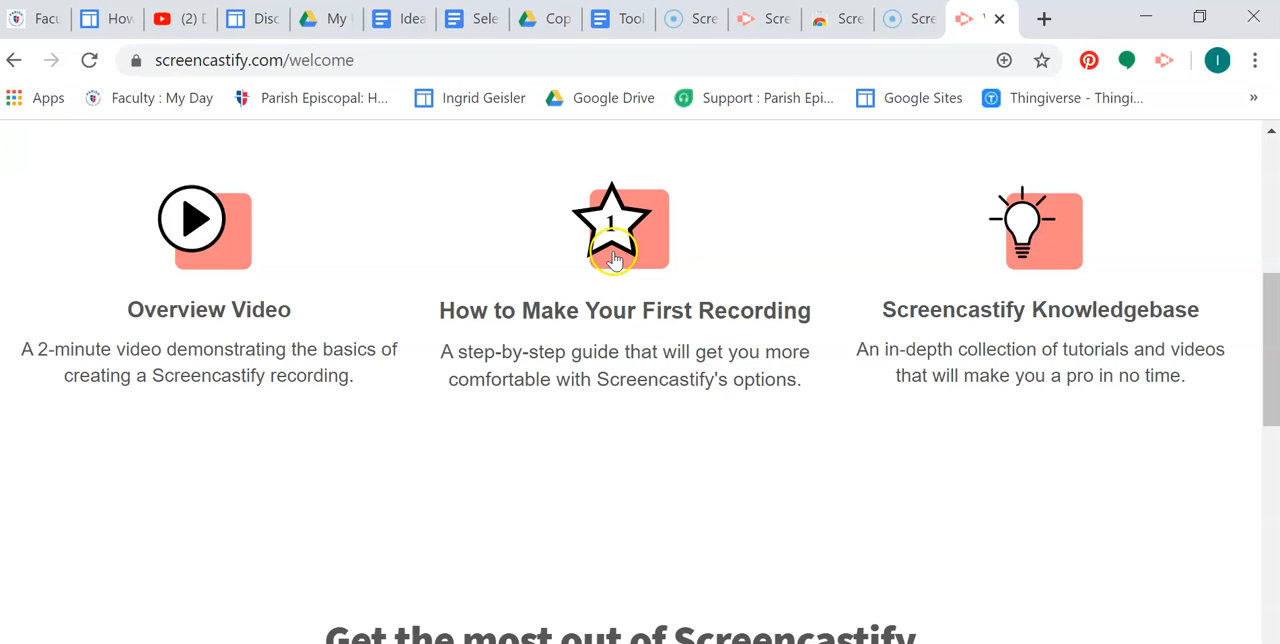 Facu
How
(2) D
Disc
My
Idea
Sele
Cop
Tool
Scre
Scre
Scre
Scre
screencastify.com/welcome
I
Apps
Faculty : My Day
Parish Episcopal: H...
Ingrid Geisler
Google Drive
Support : Parish Epi...
Google Sites
Thingiverse - Thingi...
»
1
Overview Video
How to Make Your First Recording
Screencastify Knowledgebase
A 2-minute video demonstrating the basics of
creating a Screencastify recording.
A step-by-step guide that will get you more
comfortable with Screencastify's options.
An in-depth collection of tutorials and videos
that will make you a pro in no time.
Get the most out of Screencastify